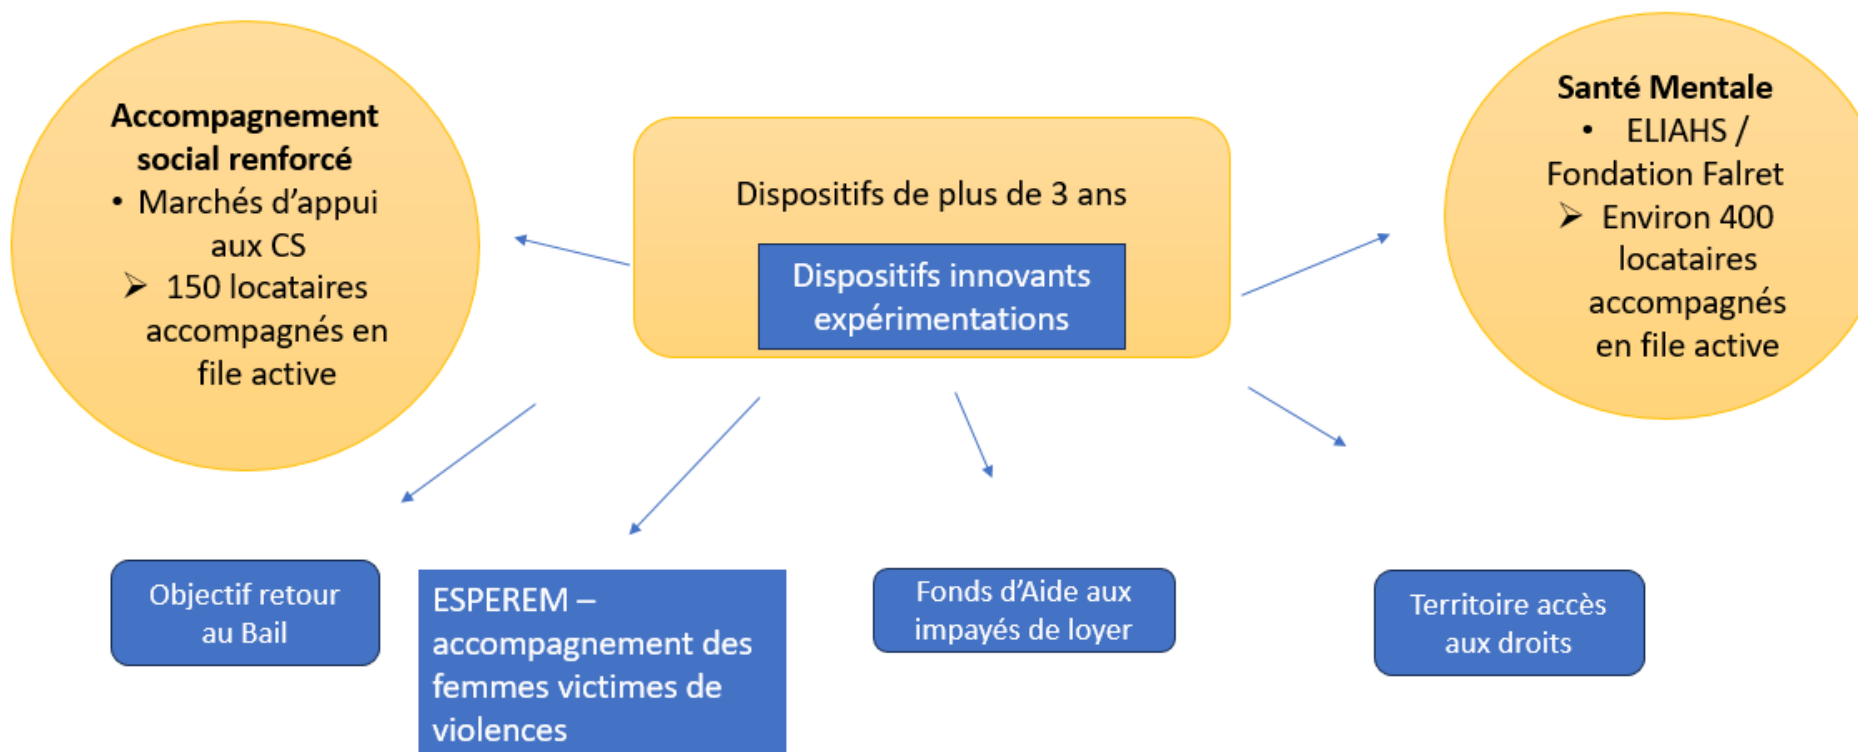 Accompagnement
social renforcé
• Marchés d’appui
aux CS
➢ 150 locataires
accompagnés en
file active
Dispositifs de plus de 3 ans
Dispositifs innovants
expérimentations
Santé Mentale
• ELIAHS /
Fondation Falret
➢ Environ 400
locataires
accompagnés
en file active
Objectif retour
au Bail
ESPEREM –
accompagnement des
femmes victimes de
violences
Fonds d’Aide aux
impayés de loyer
Territoire accès
aux droits